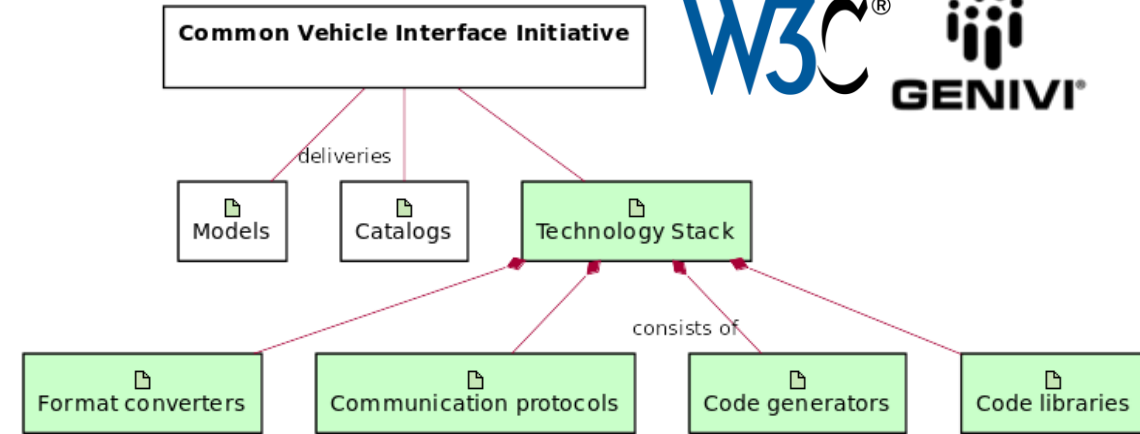 Common Vehicle Interface Initiative
W3C®
GENIVI®
deliveries
Models
Catalogs
Technology Stack
consists of
Format converters
Communication protocols
Code generators
Code libraries